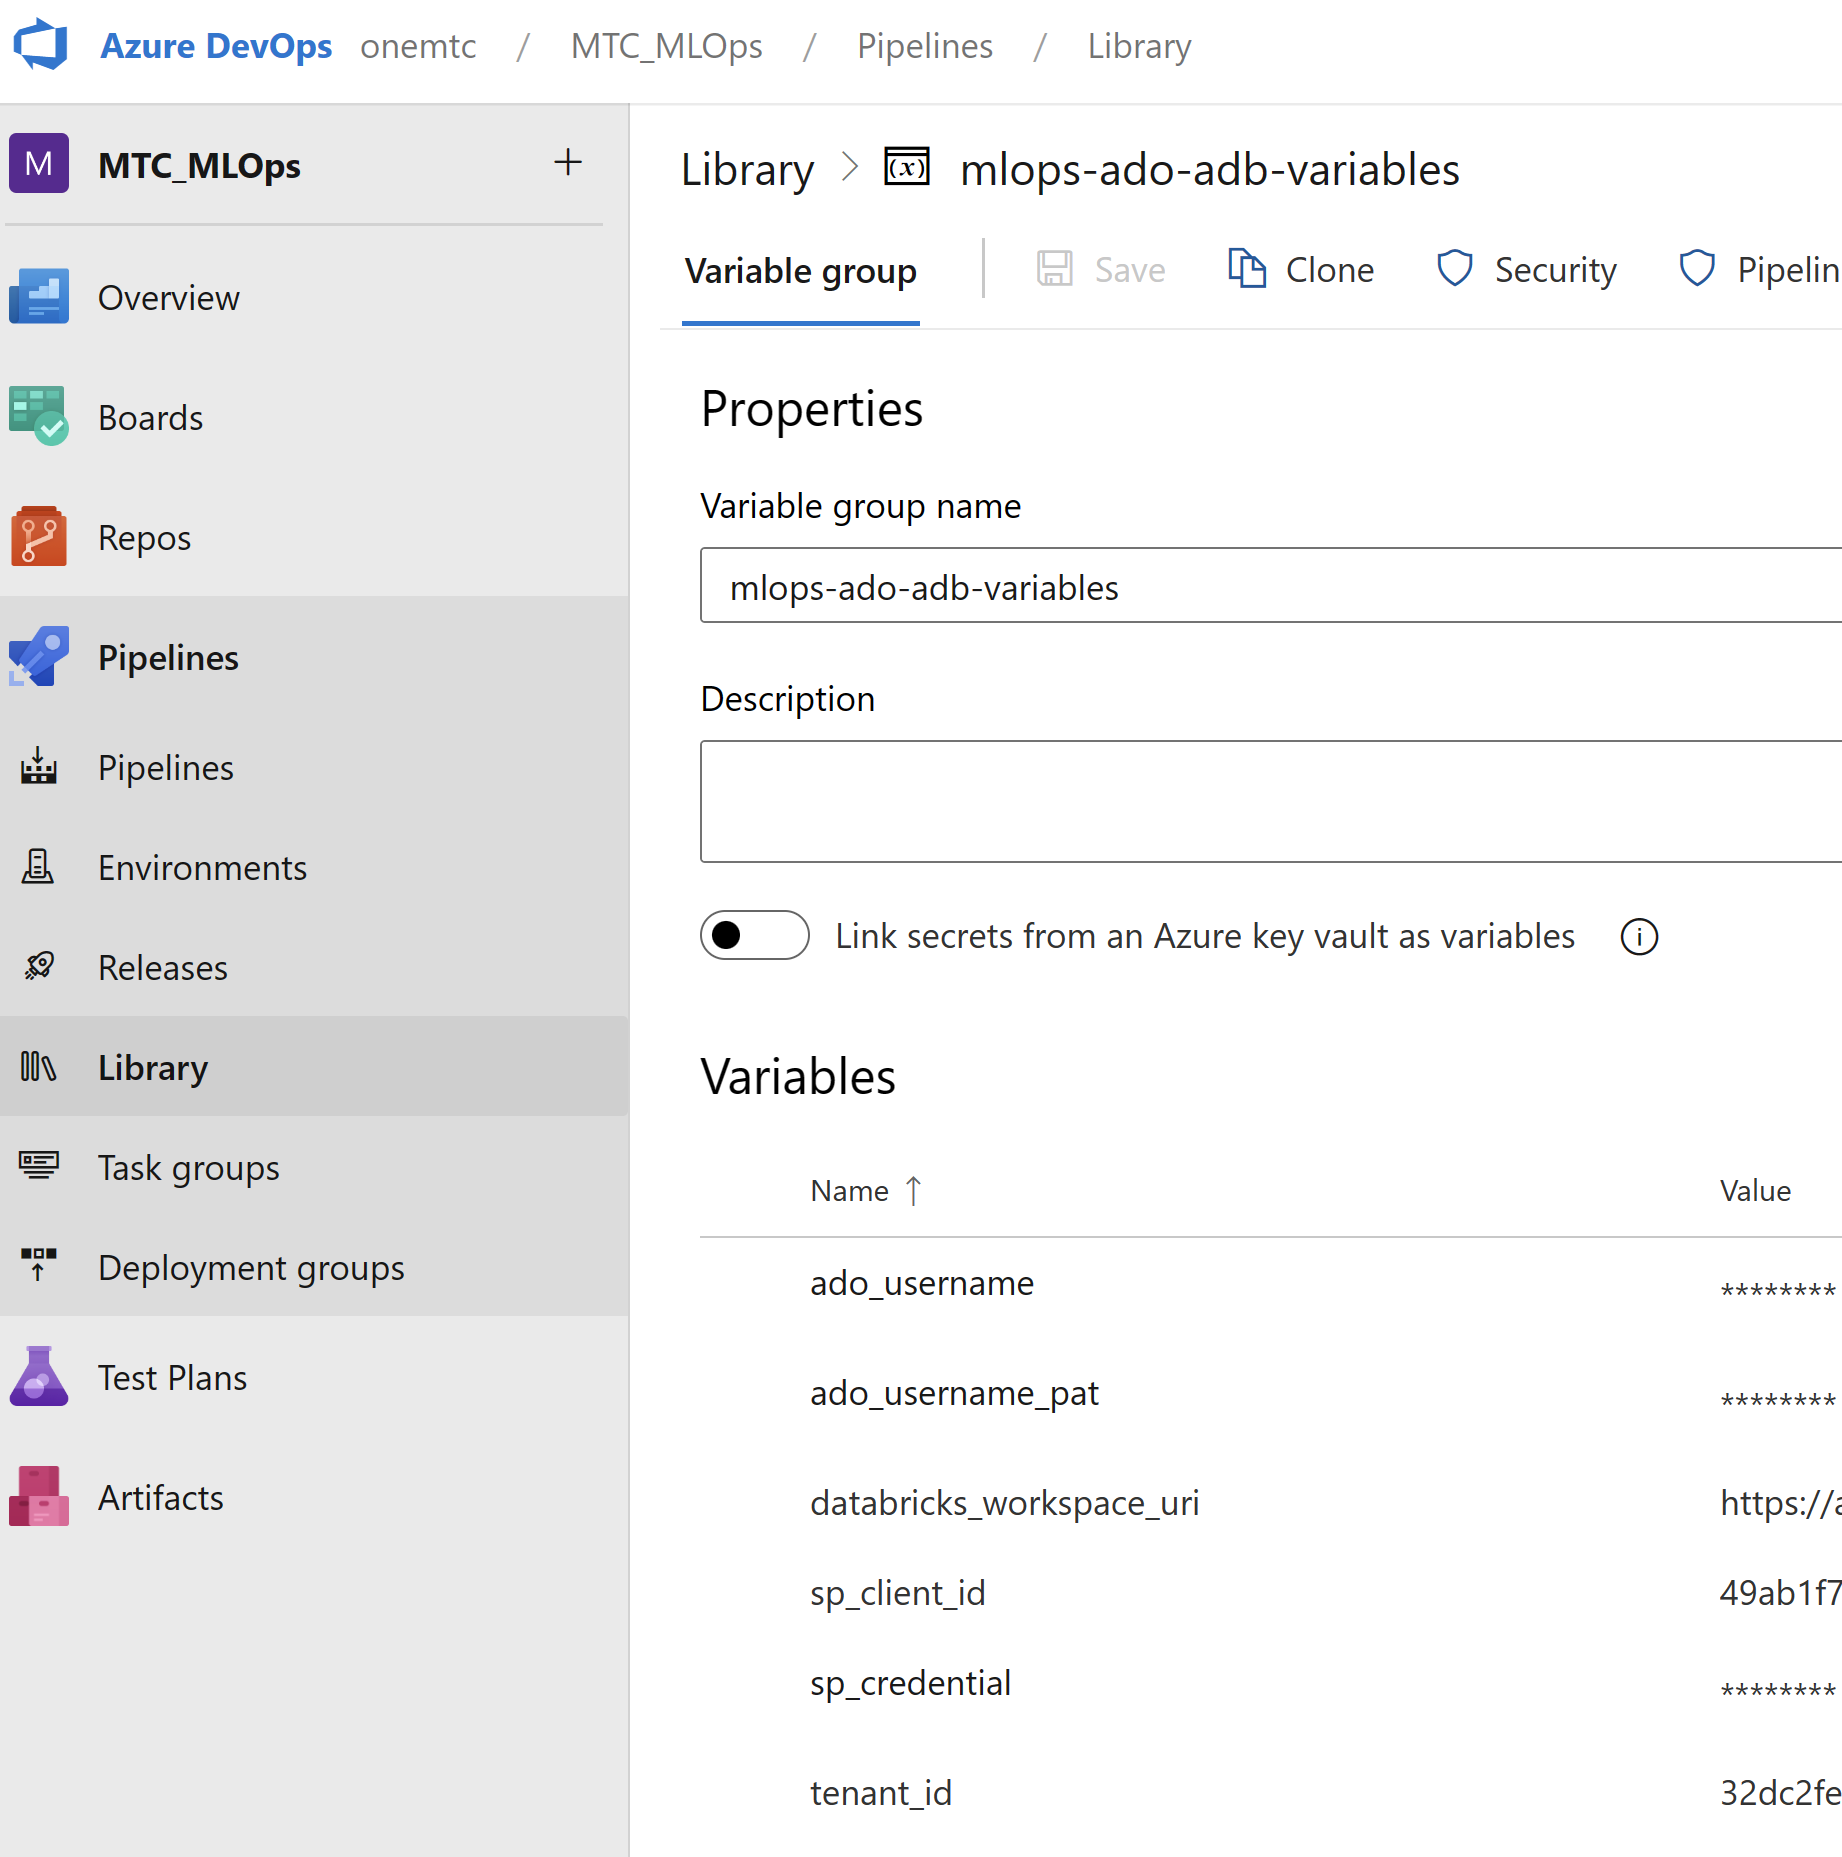 Azure DevOps onemtc / MTC_MLOps / Pipelines / Library
M MTC_MLOps +
Overview
Boards
Repos
Pipelines
Pipelines
Environments
Releases
Library
Task groups
Deployment groups
Test Plans
Artifacts
Library > (x) mlops-ado-adb-variables
Variable group Save Clone Security Pipelin
Properties
Variable group name
mlops-ado-adb-variables
Description
Link secrets from an Azure key vault as variables i
Variables
Name ↑ Value
ado_username ********
ado_username_pat ********
databricks_workspace_uri https://a
sp_client_id 49ab1f7
sp_credential ********
tenant_id 32dc2fe